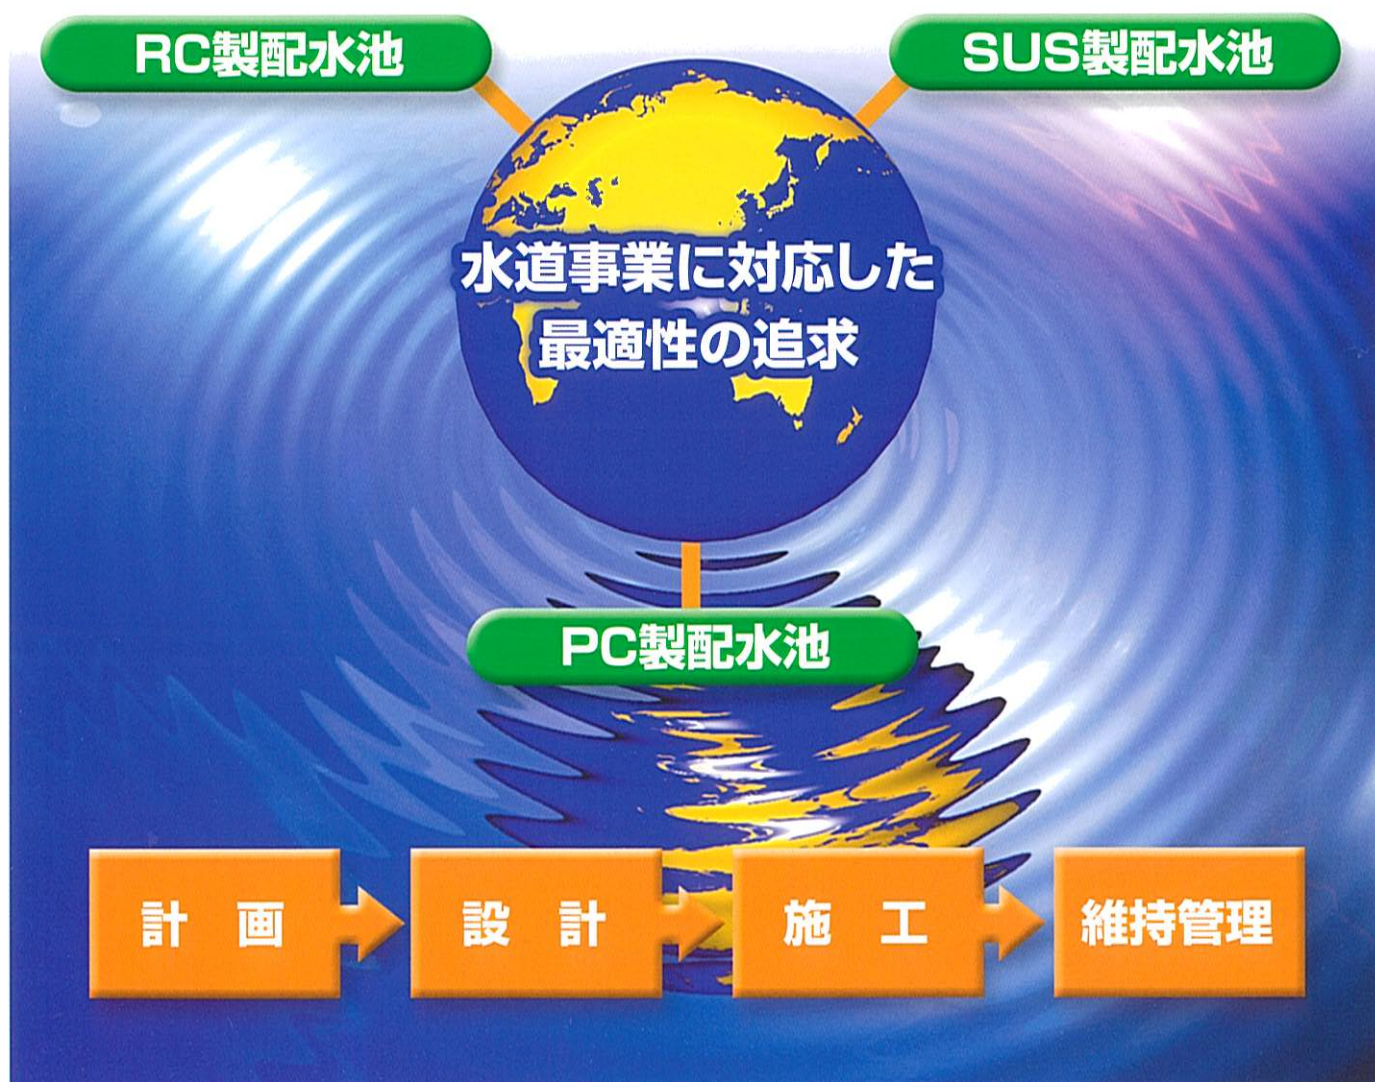 RC製配水池
SUS製配水池
水道事業に対応した
最適性の追求
PC製配水池
計　画
設　計
施　工
維持管理